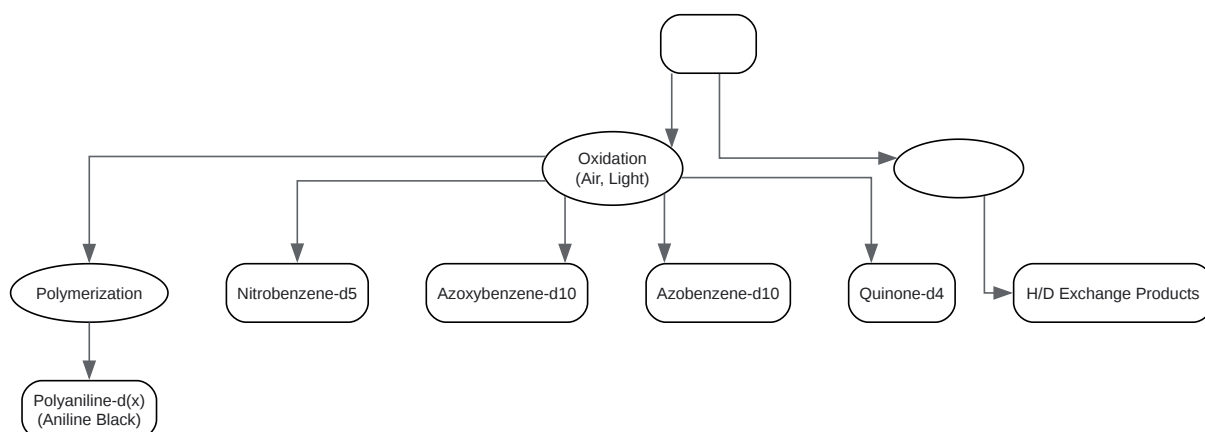 Oxidation
(Air, Light)
Polymerization
Nitrobenzene-d5
Azoxybenzene-d10
Azobenzene-d10
Quinone-d4
H/D Exchange Products
Polyaniline-d(x)
(Aniline Black)